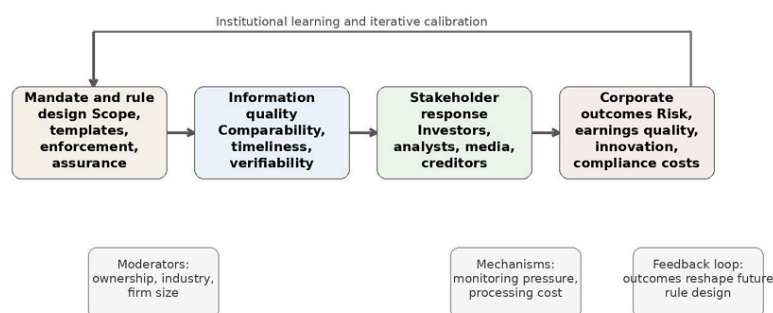 Institutional learning and iterative calibration
Mandate and rule
design Scope,
templates,
enforcement,
assurance
Information
quality
Comparability,
timeliness,
verifiability
Stakeholder
response
Investors,
analysts, media,
creditors
Corporate
outcomes Risk,
earnings quality,
innovation,
compliance costs
Moderators:
ownership, industry,
firm size
Mechanisms:
monitoring pressure,
processing cost
Feedback loop:
outcomes reshape future
rule design